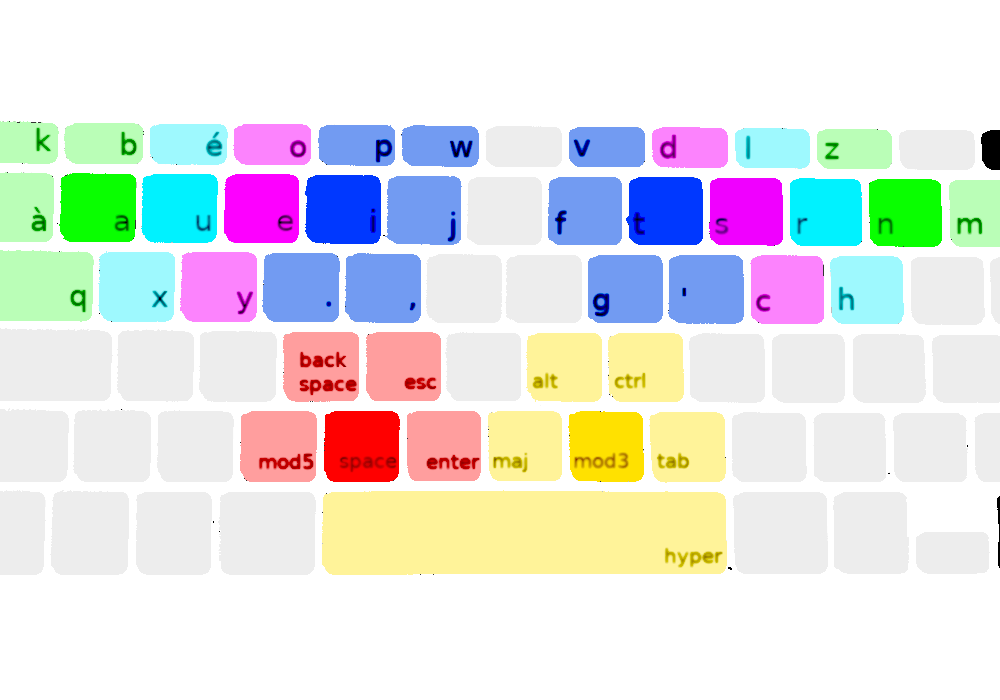 k b é o p w v d l z
à a u e i j f t s r n m
q x y . , g ' c h
back
space esc alt ctrl
mod5 space enter maj mod3 tab
hyper